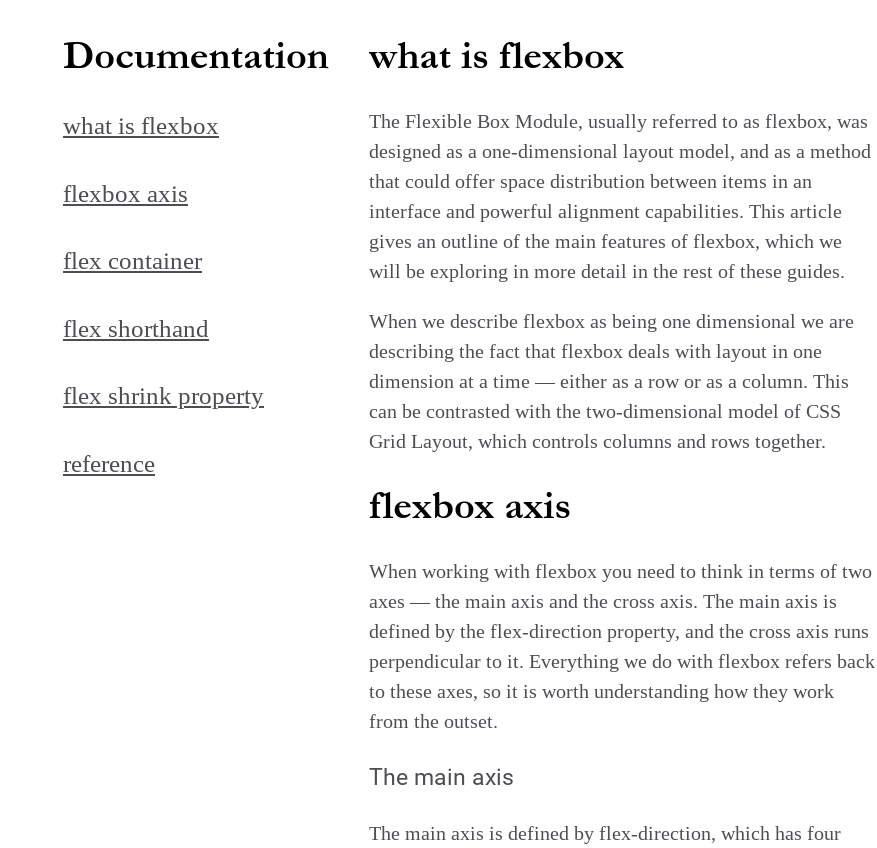 Documentation
what is flexbox
flexbox axis
flex container
flex shorthand
flex shrink property
reference
what is flexbox
The Flexible Box Module, usually referred to as flexbox, was
designed as a one-dimensional layout model, and as a method
that could offer space distribution between items in an
interface and powerful alignment capabilities. This article
gives an outline of the main features of flexbox, which we
will be exploring in more detail in the rest of these guides.
When we describe flexbox as being one dimensional we are
describing the fact that flexbox deals with layout in one
dimension at a time — either as a row or as a column. This
can be contrasted with the two-dimensional model of CSS
Grid Layout, which controls columns and rows together.
flexbox axis
When working with flexbox you need to think in terms of two
axes — the main axis and the cross axis. The main axis is
defined by the flex-direction property, and the cross axis runs
perpendicular to it. Everything we do with flexbox refers back
to these axes, so it is worth understanding how they work
from the outset.
The main axis
The main axis is defined by flex-direction, which has four